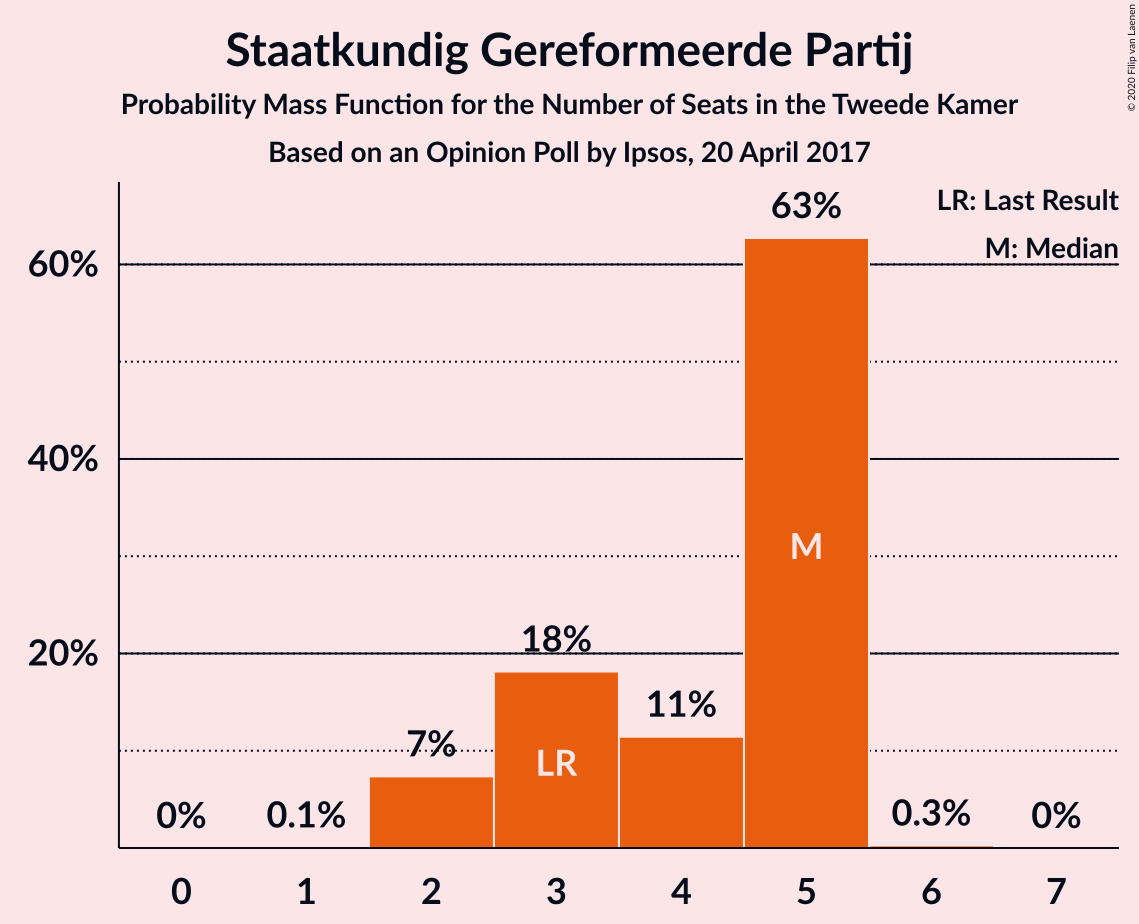 Staatkundig Gereformeerde Partij
Probability Mass Function for the Number of Seats in the Tweede Kamer
Based on an Opinion Poll by Ipsos, 20 April 2017
© 2020 Filip van Laenen
LR: Last Result
M: Median
60%
40%
20%
0%
0.1%
7%
18%
11%
63%
0.3%
0%
LR
M
0 1 2 3 4 5 6 7